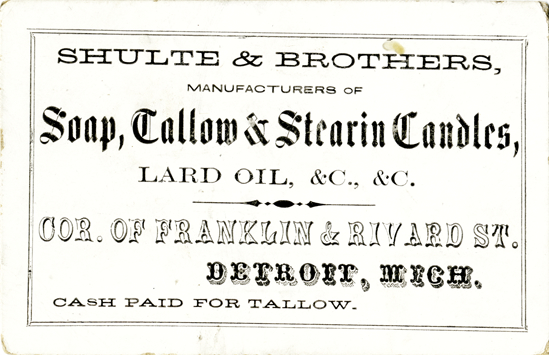 SHULTE & BROTHERS,
MANUFACTURERS OF
Soap, Tallow & Stearin Candles,
LARD OIL, &C., &C.
COR. OF FRANKLIN & RIVARD ST.
DETROIT, MICH.
CASH PAID FOR TALLOW.